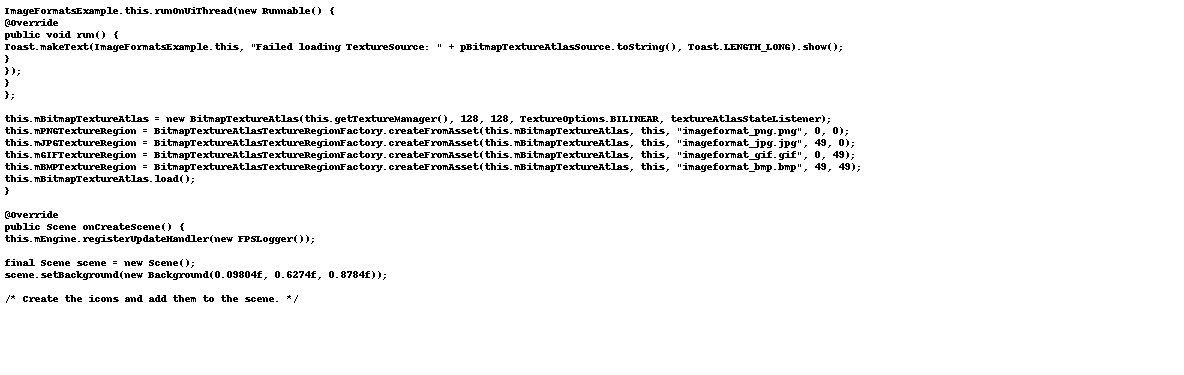 ImageFormatsExample.this.runOnUiThread(new Runnable() {
@Override
public void run() {
Toast.makeText(ImageFormatsExample.this, "Failed loading TextureSource: " + pBitmapTextureAtlasSource.toString(), Toast.LENGTH_LONG).show();
}
});
}
};

this.mBitmapTextureAtlas = new BitmapTextureAtlas(this.getTextureManager(), 128, 128, TextureOptions.BILINEAR, textureAtlasStateListener);
this.mPNGTextureRegion = BitmapTextureAtlasTextureRegionFactory.createFromAsset(this.mBitmapTextureAtlas, this, "imageformat_png.png", 0, 0);
this.mJPGTextureRegion = BitmapTextureAtlasTextureRegionFactory.createFromAsset(this.mBitmapTextureAtlas, this, "imageformat_jpg.jpg", 49, 0);
this.mGIFTextureRegion = BitmapTextureAtlasTextureRegionFactory.createFromAsset(this.mBitmapTextureAtlas, this, "imageformat_gif.gif", 0, 49);
this.mBMPTextureRegion = BitmapTextureAtlasTextureRegionFactory.createFromAsset(this.mBitmapTextureAtlas, this, "imageformat_bmp.bmp", 49, 49);
this.mBitmapTextureAtlas.load();
}

@Override
public Scene onCreateScene() {
this.mEngine.registerUpdateHandler(new FPSLogger());

final Scene scene = new Scene();
scene.setBackground(new Background(0.09804f, 0.6274f, 0.8784f));

/* Create the icons and add them to the scene. */